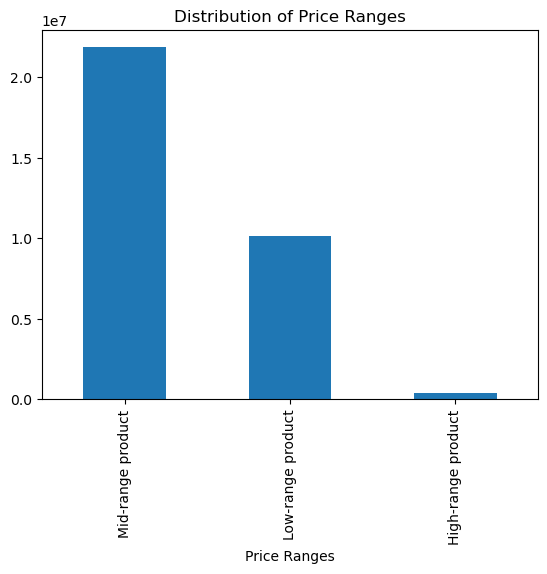 Distribution of Price Ranges
1e7
2.0
1.5
1.0
0.5
0.0
Mid-range product
Low-range product
High-range product
Price Ranges